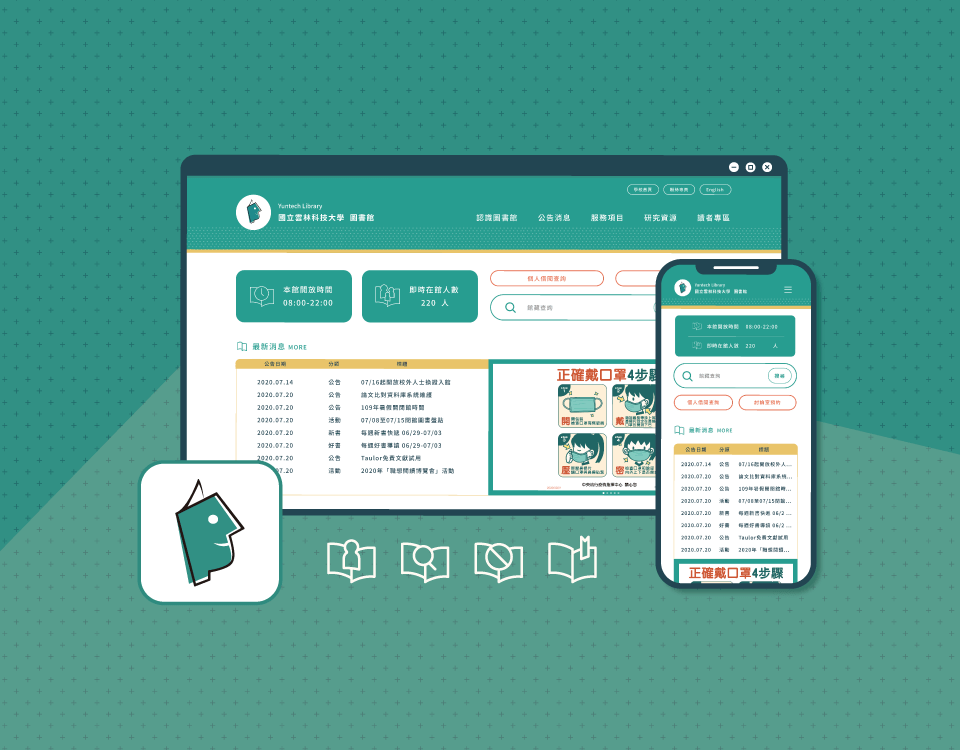 English
Yuntech Library
國立雲林科技大學 圖書館
認識圖書館 公告消息 服務項目 研究資源 讀者專區
本館開放時間
08:00-22:00
即時在館人數
220 人
個人借閱查詢
館藏查詢
最新消息 MORE
公告日期 分類 標題
2020.07.14 公告 07/16起開放校外人士換證入館
2020.07.20 公告 論文比對資料庫系統維護
2020.07.20 公告 109年暑假期間開館時間
2020.07.20 活動 07/08至07/15閉館圖書盤點
2020.07.20 新書 每週新書快遞 06/29-07/03
2020.07.20 好書 每週好書導讀 06/29-07/03
2020.07.20 公告 Taulor免費文獻試用
7.20 活動 2020年「職想閱讀博覽會」活動
正確戴口罩4步驟
開
戴
壓
密
Yuntech Library
國立雲林科技大學 圖書館
本館開放時間 08:00-22:00
即時在館人數 220 人
館藏查詢
個人借閱查詢
最新消息 MORE
公告日期 分類 標題
2020.07.14 公告 07/16起開放校外人...
2020.07.20 公告 論文比對資料庫系統...
2020.07.20 公告 109年暑假期間開館時...
2020.07.20 活動 07/08至07/15閉館...
2020.07.20 新書 每週新書快遞 06/2 ...
2020.07.20 好書 每週好書導讀 06/2 ...
2020.07.20 公告 Taulor免費文獻試用
2020.07.20 活動 2020年「職想閱讀...
正確戴口罩4步驟